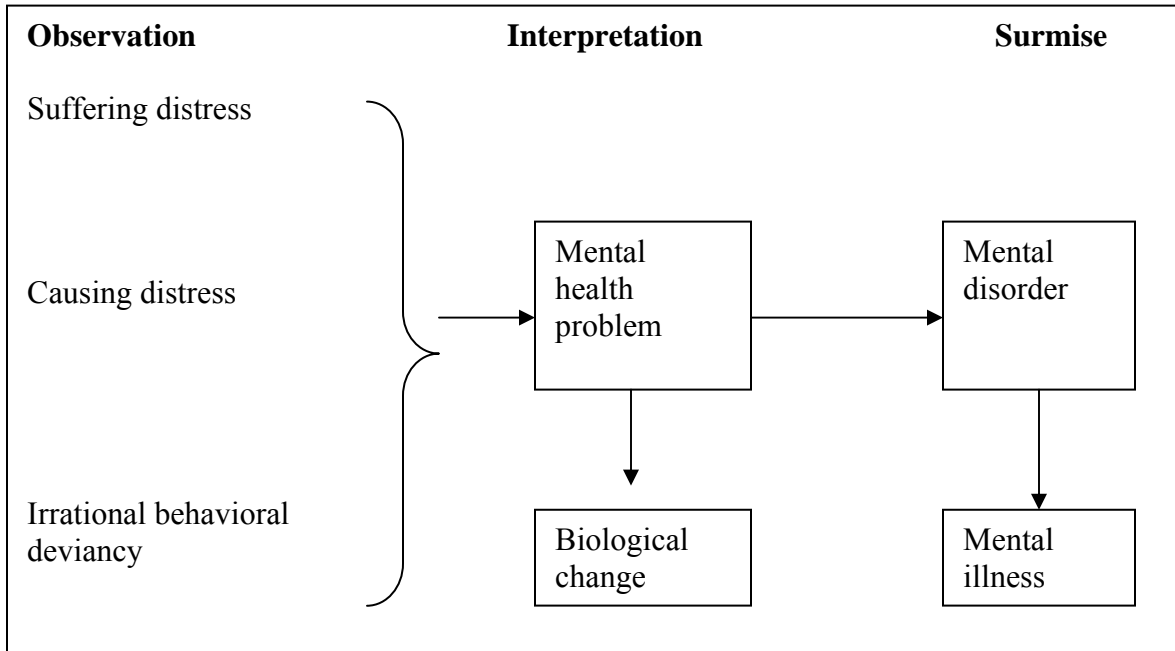 Observation Interpretation Surmise
Suffering distress
Causing distress
Mental
health
problem
Mental
disorder
Irrational behavioral
deviancy
Biological
change
Mental
illness